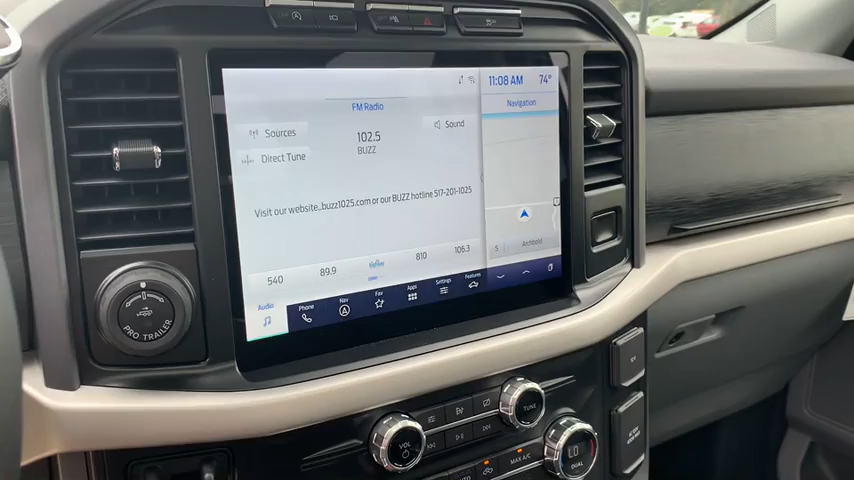 11:08 AM 74°
FM Radio
Navigation
Sources
Sound
102.5
BUZZ
Direct Tune
Visit our website..buzz1025.com or our BUZZ hotline 517-201-1025
S Archbold
540 89.9 810 106.3
Audio Phone Nav Fav Apps Settings Features
PRO TRAILER
VOL
TUNE
MAX A/C
LO
DUAL